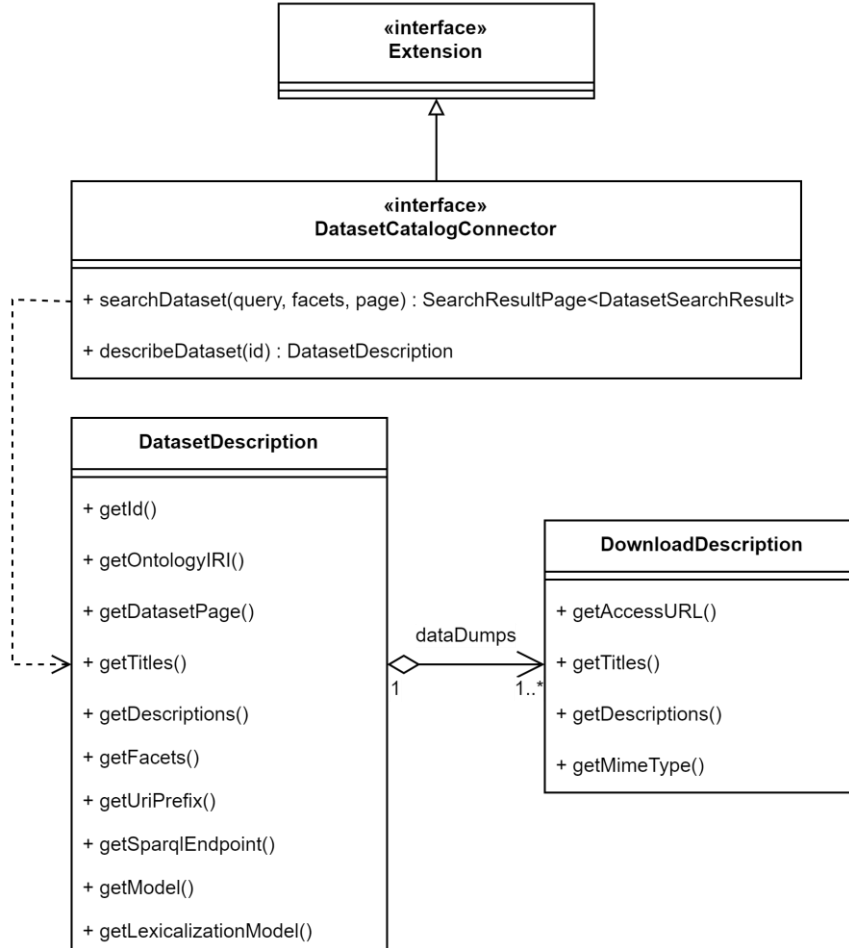 «interface»
Extension
«interface»
DatasetCatalogConnector
+ searchDataset(query, facets, page) : SearchResultPage<DatasetSearchResult>
+ describeDataset(id) : DatasetDescription
DatasetDescription
+ getId()
+ getOntologyIRI()
+ getDatasetPage()
+ getTitles()
+ getDescriptions()
+ getFacets()
+ getUriPrefix()
+ getSparqlEndpoint()
+ getModel()
+ getLexicalizationModel()
dataDumps
1
1..*
DownloadDescription
+ getAccessURL()
+ getTitles()
+ getDescriptions()
+ getMimeType()